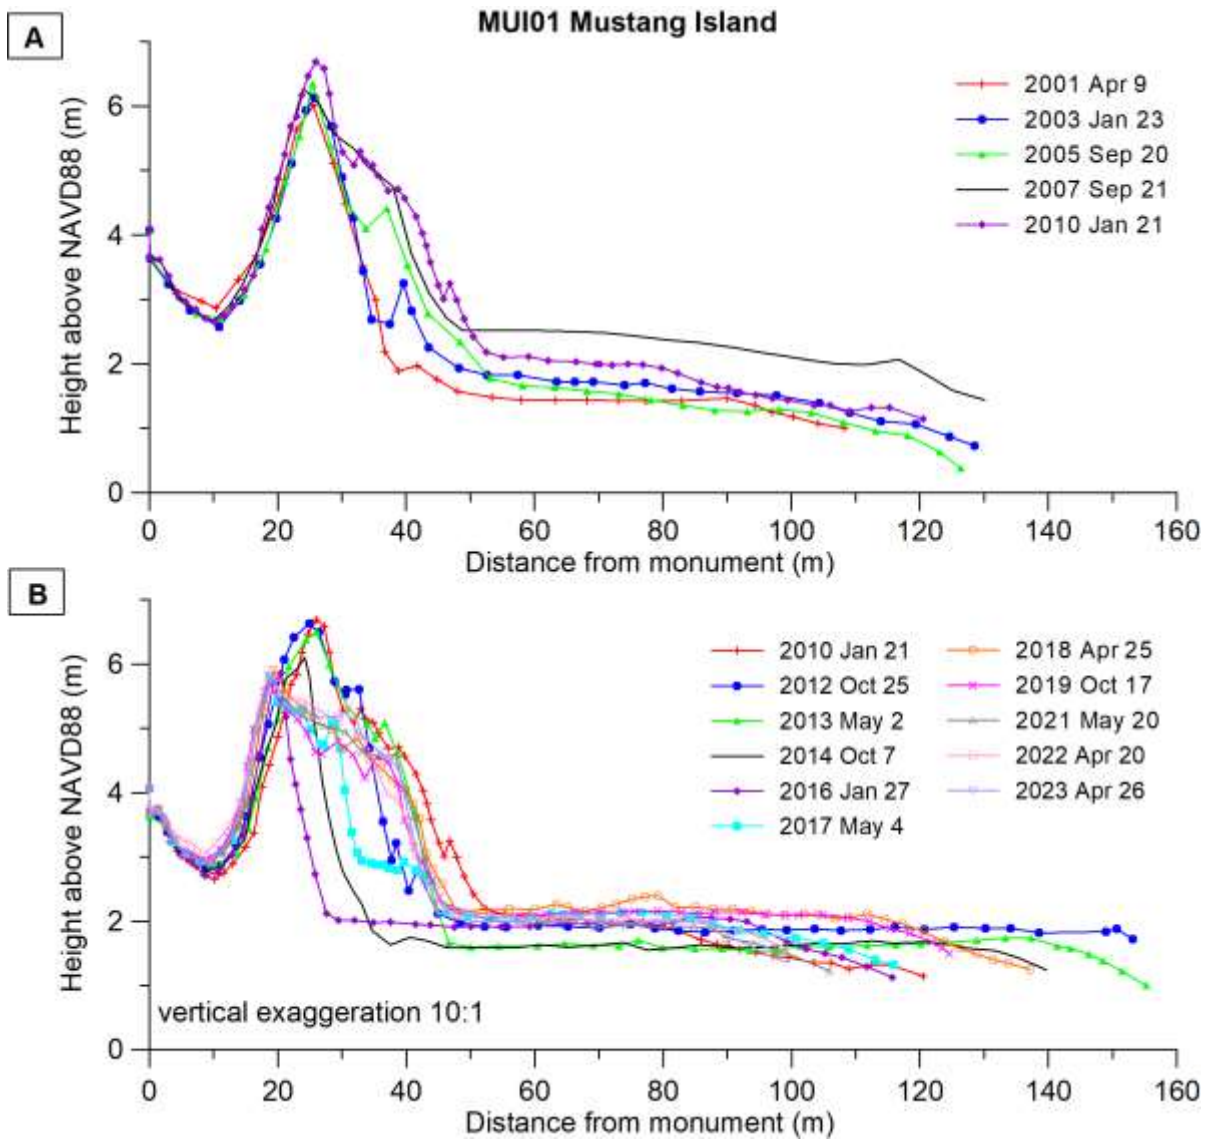 MUI01 Mustang Island
A
Height above NAVD88 (m)
6
4
2
0
0 20 40 60 80 100 120 140 160
Distance from monument (m)
2001 Apr 9
2003 Jan 23
2005 Sep 20
2007 Sep 21
2010 Jan 21
B
Height above NAVD88 (m)
6
4
2
0
0 20 40 60 80 100 120 140 160
Distance from monument (m)
2010 Jan 21
2012 Oct 25
2013 May 2
2014 Oct 7
2016 Jan 27
2017 May 4
2018 Apr 25
2019 Oct 17
2021 May 20
2022 Apr 20
2023 Apr 26
vertical exaggeration 10:1